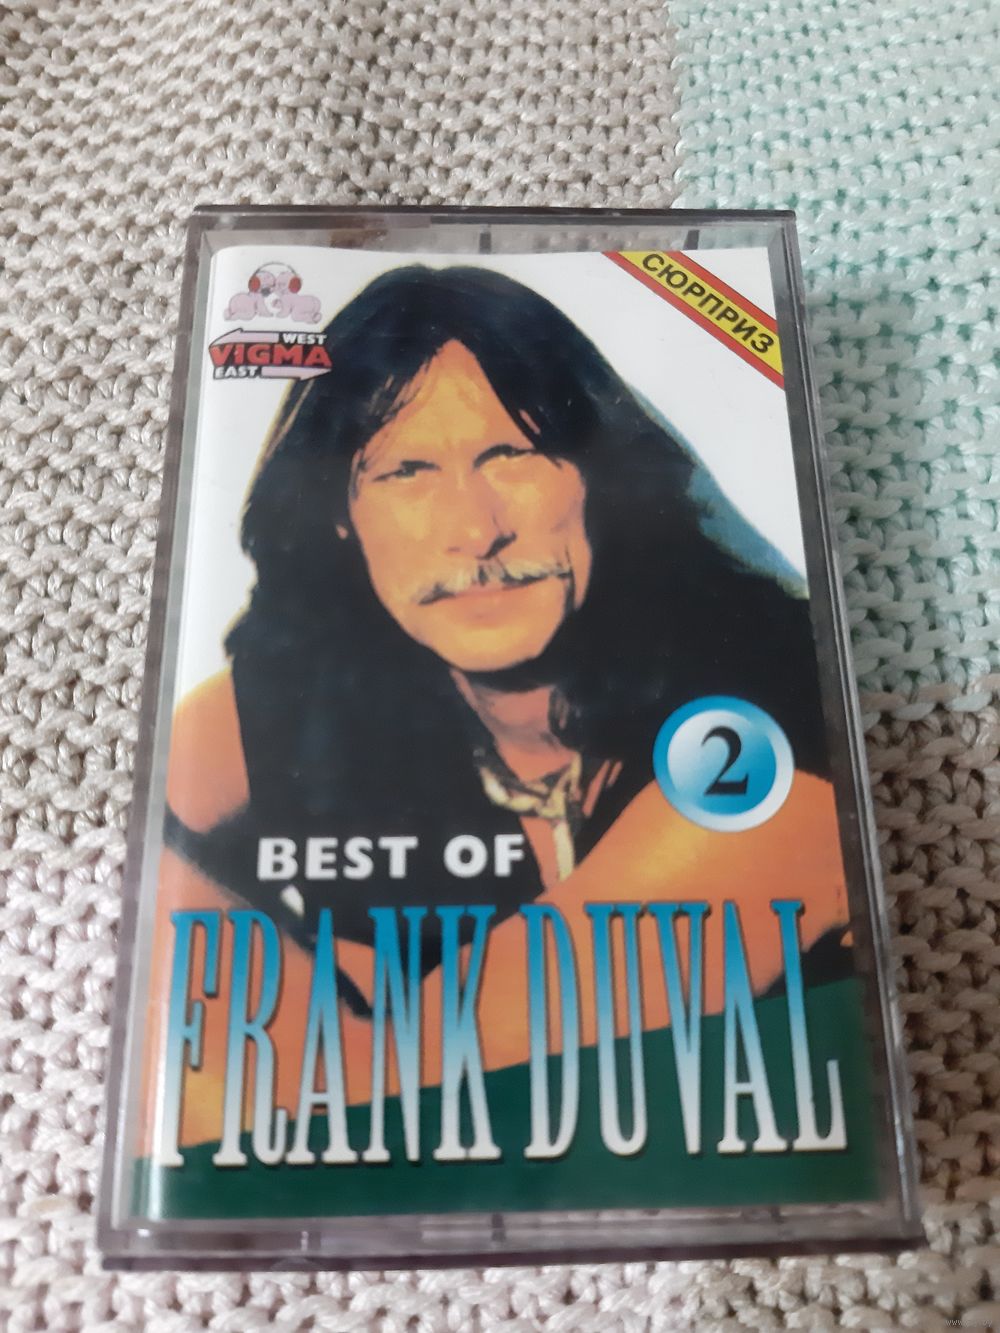 WEST
VIGMA
EAST
СЮРПРИЗ
2
BEST OF
FRANK DUVAL